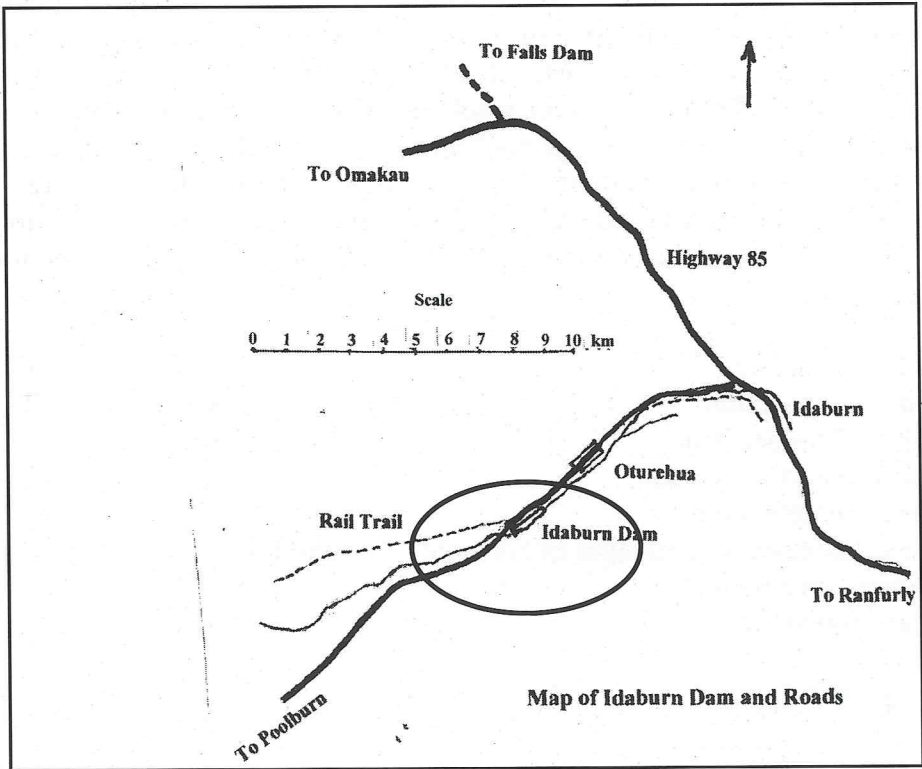 To Falls Dam
To Omakau
Highway 85
Scale
0 1 2 3 4 5 6 7 8 9 10 km
Idaburn
Oturehua
Rail Trail
Idaburn Dam
To Ranfurly
To Poolburn
Map of Idaburn Dam and Roads